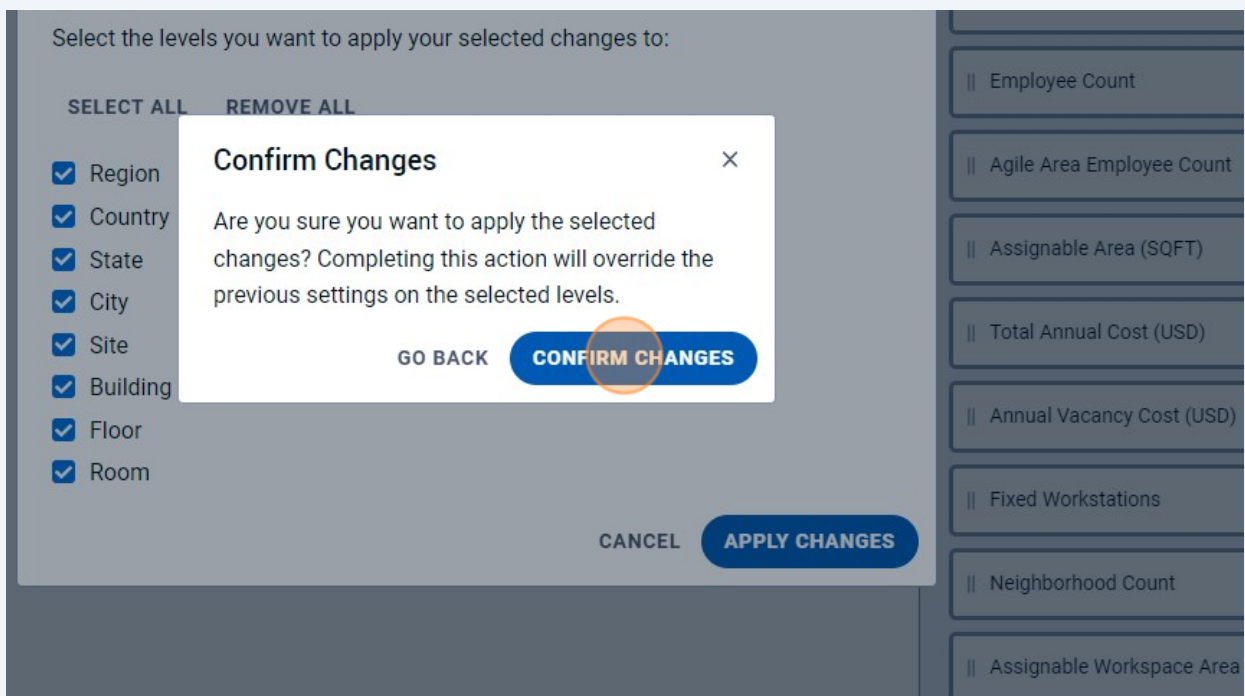 Select the levels you want to apply your selected changes to:
SELECT ALL REMOVE ALL
Region
Country
State
City
Site
Building
Floor
Room
Confirm Changes
Are you sure you want to apply the selected
changes? Completing this action will override the
previous settings on the selected levels.
GO BACK CONFIRM CHANGES
CANCEL APPLY CHANGES
Employee Count
Agile Area Employee Count
Assignable Area (SQFT)
Total Annual Cost (USD)
Annual Vacancy Cost (USD)
Fixed Workstations
Neighborhood Count
Assignable Workspace Area